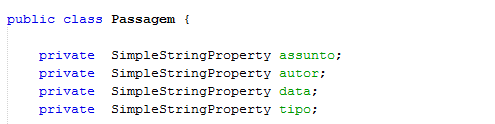 public class Passagem {
private  SimpleStringProperty assunto;
private  SimpleStringProperty autor;
private  SimpleStringProperty data;
private  SimpleStringProperty tipo;